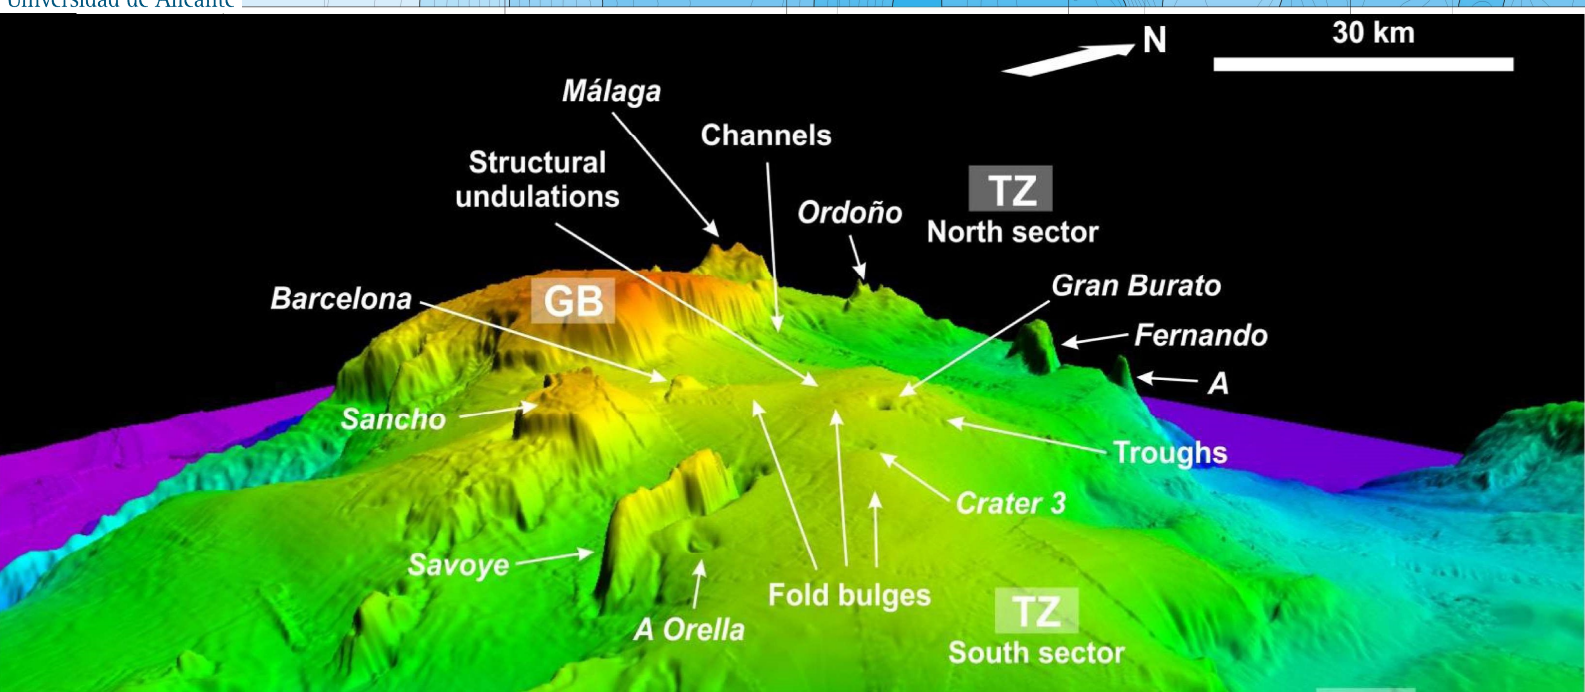 Universidad de Alicante
N
30 km
Málaga
Channels
Structural
undulations
TZ
Ordoño
North sector
Gran Burato
Barcelona
GB
Fernando
A
Sancho
Troughs
Crater 3
Savoye
Fold bulges
TZ
A Orella
South sector